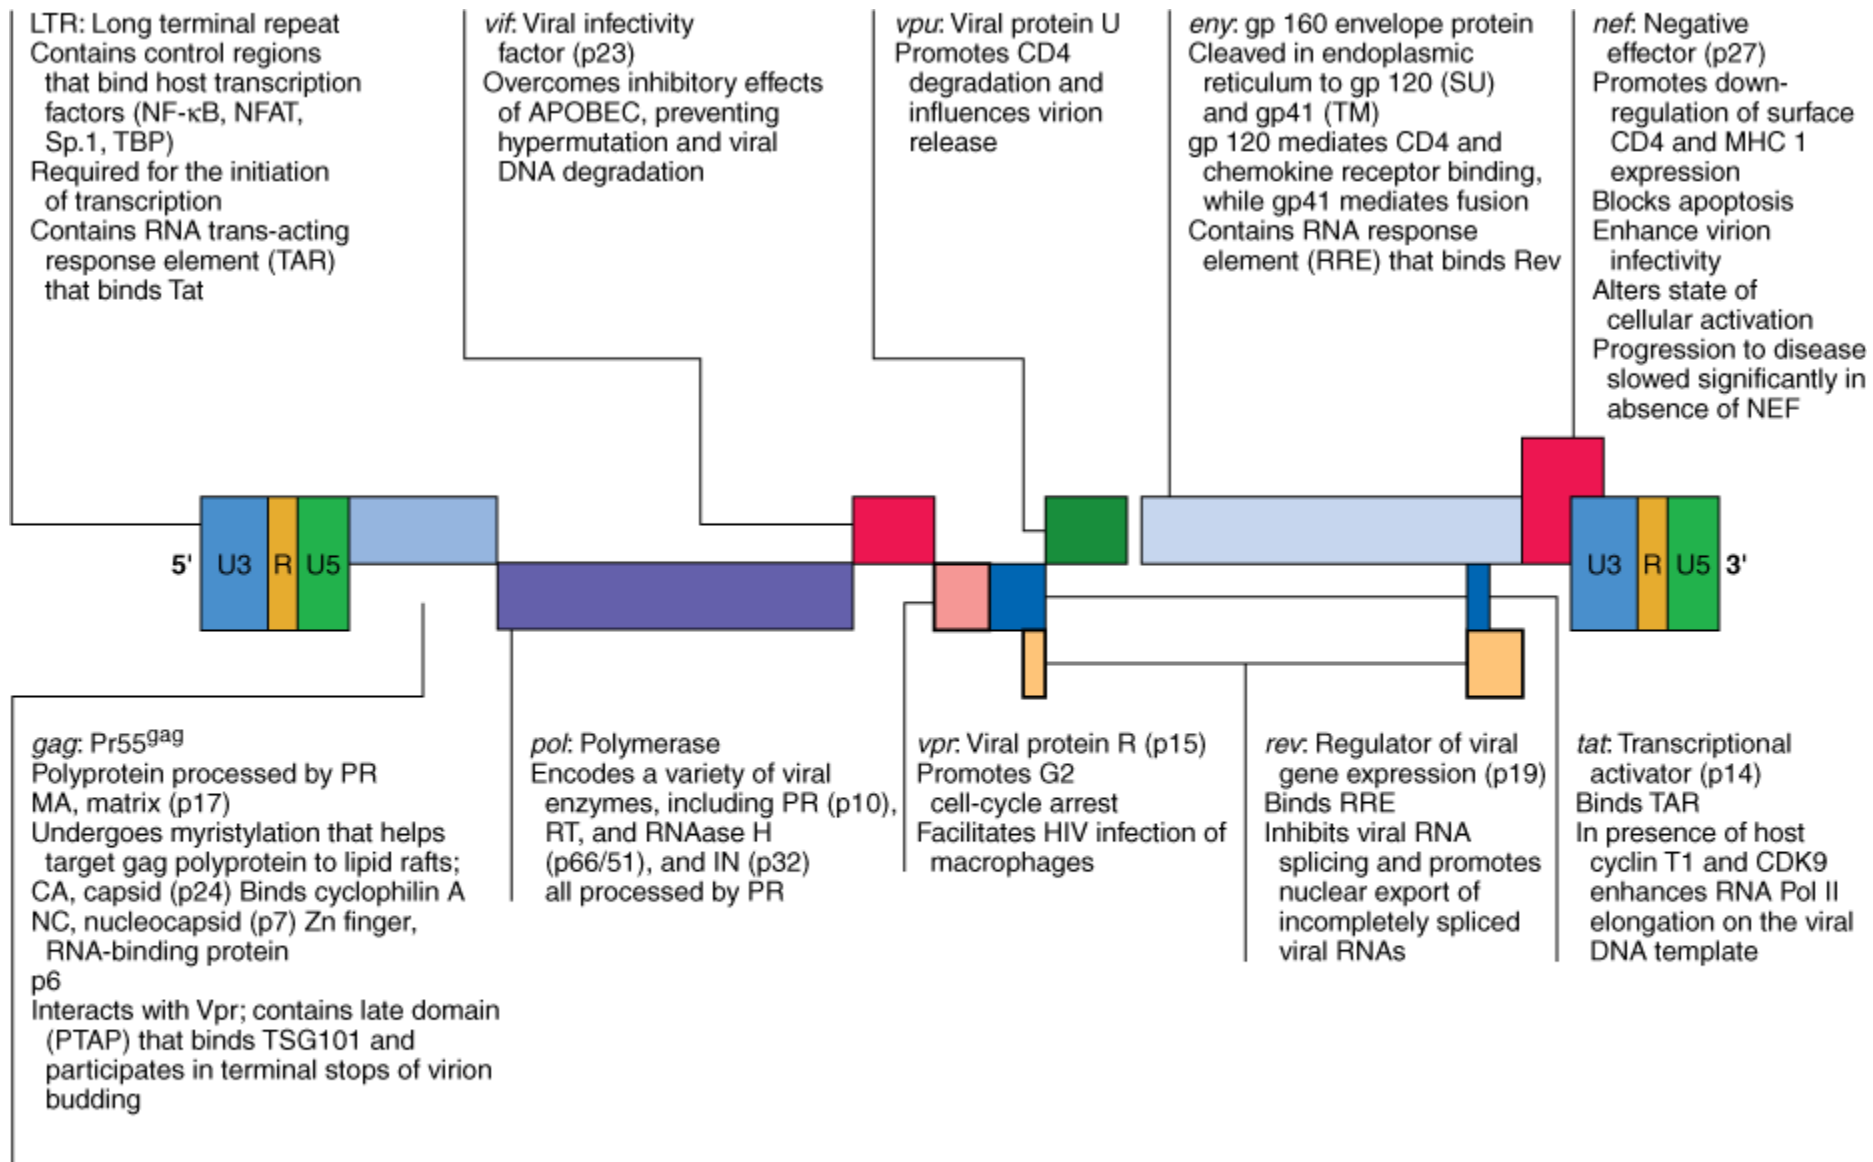 LTR: Long terminal repeat
Contains control regions
that bind host transcription
factors (NF-κB, NFAT,
Sp.1, TBP)
Required for the initiation
of transcription
Contains RNA trans-acting
response element (TAR)
that binds Tat
vif: Viral infectivity
factor (p23)
Overcomes inhibitory effects
of APOBEC, preventing
hypermutation and viral
DNA degradation
vpu: Viral protein U
Promotes CD4
degradation and
influences virion
release
eny: gp 160 envelope protein
Cleaved in endoplasmic
reticulum to gp 120 (SU)
and gp41 (TM)
gp 120 mediates CD4 and
chemokine receptor binding,
while gp41 mediates fusion
Contains RNA response
element (RRE) that binds Rev
nef: Negative
effector (p27)
Promotes down-
regulation of surface
CD4 and MHC 1
expression
Blocks apoptosis
Enhance virion
infectivity
Alters state of
cellular activation
Progression to disease
slowed significantly in
absence of NEF
5' U3 R U5 U3 R U5 3'
gag: Pr55gag
Polyprotein processed by PR
MA, matrix (p17)
Undergoes myristylation that helps
target gag polyprotein to lipid rafts;
CA, capsid (p24) Binds cyclophilin A
NC, nucleocapsid (p7) Zn finger,
RNA-binding protein
p6
Interacts with Vpr; contains late domain
(PTAP) that binds TSG101 and
participates in terminal stops of virion
budding
pol: Polymerase
Encodes a variety of viral
enzymes, including PR (p10),
RT, and RNAase H
(p66/51), and IN (p32)
all processed by PR
vpr: Viral protein R (p15)
Promotes G2
cell-cycle arrest
Facilitates HIV infection of
macrophages
rev: Regulator of viral
gene expression (p19)
Binds RRE
Inhibits viral RNA
splicing and promotes
nuclear export of
incompletely spliced
viral RNAs
tat: Transcriptional
activator (p14)
Binds TAR
In presence of host
cyclin T1 and CDK9
enhances RNA Pol II
elongation on the viral
DNA template